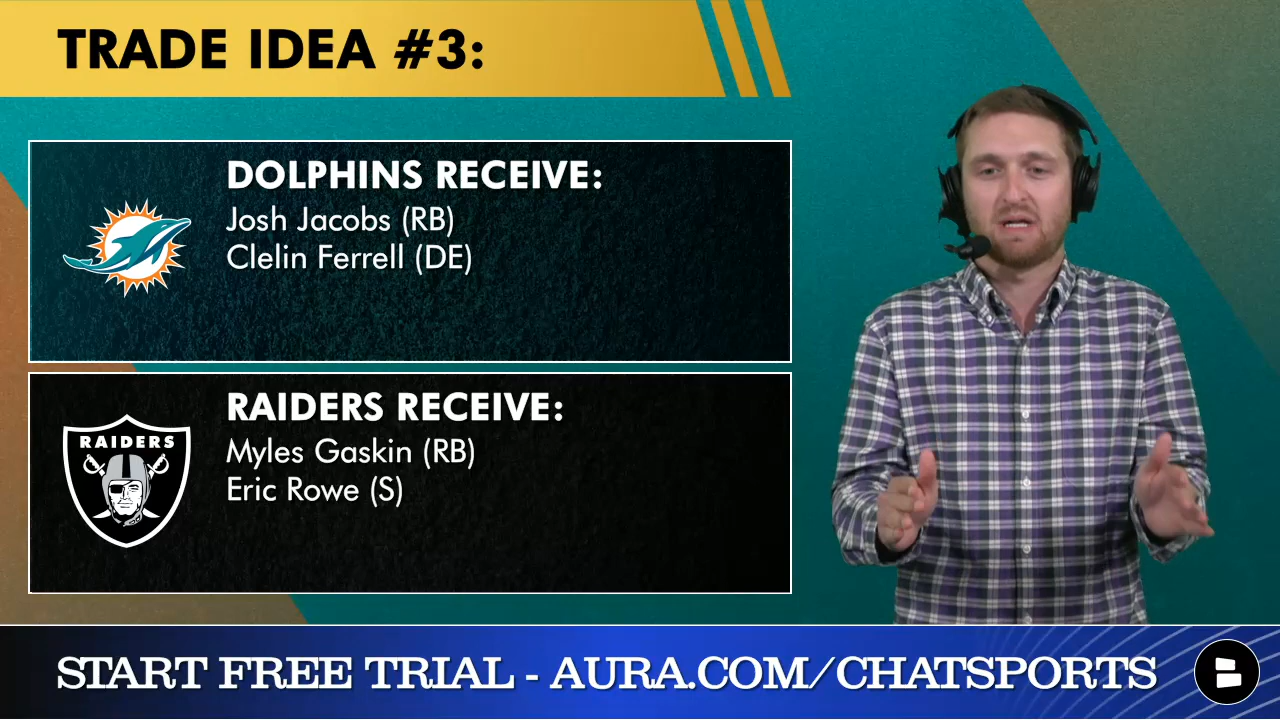 TRADE IDEA #3:
DOLPHINS RECEIVE:
Josh Jacobs (RB)
Clelin Ferrell (DE)
RAIDERS
RAIDERS RECEIVE:
Myles Gaskin (RB)
Eric Rowe (S)
START FREE TRIAL - AURA.COM/CHATSPORTS